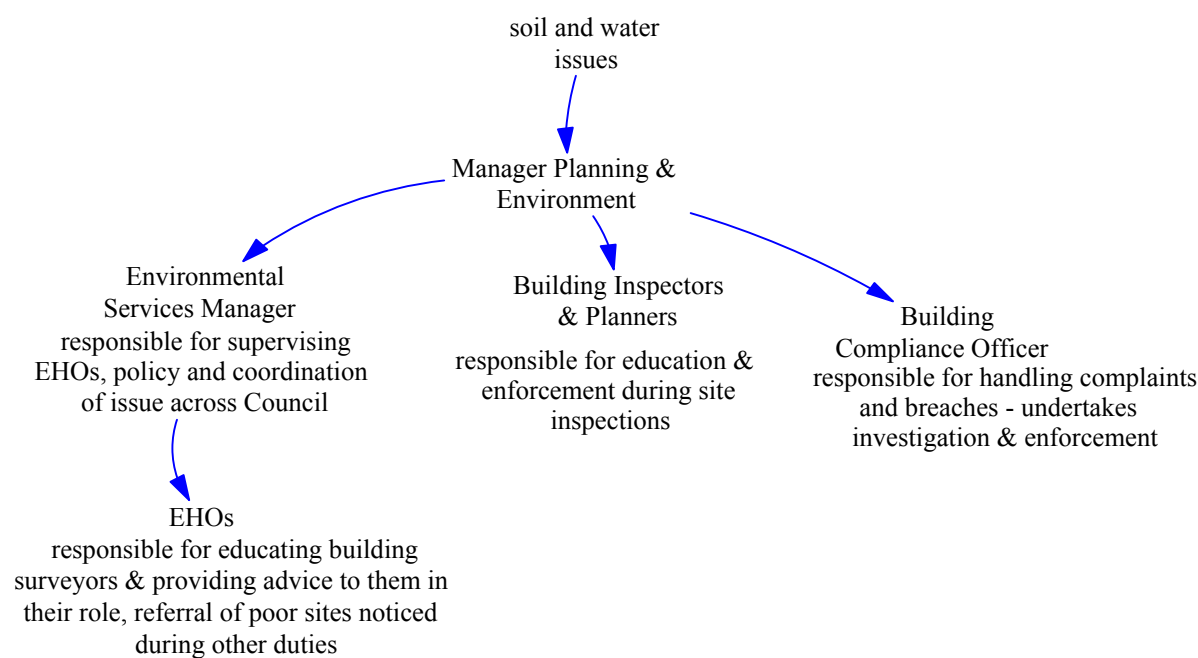 soil and water
issues
Manager Planning &
Environment
Environmental
Services Manager
responsible for supervising
EHOs, policy and coordination
of issue across Council
Building Inspectors
& Planners
responsible for education &
enforcement during site
inspections
Building
Compliance Officer
responsible for handling complaints
and breaches - undertakes
investigation & enforcement
EHOs
responsible for educating building
surveyors & providing advice to them in
their role, referral of poor sites noticed
during other duties